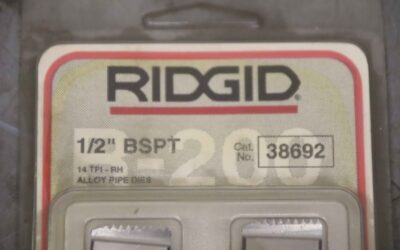 RIDGID
R-200
1/2" BSPT
Cat. No. 38692
14 TPI - RH
ALLOY PIPE DIES